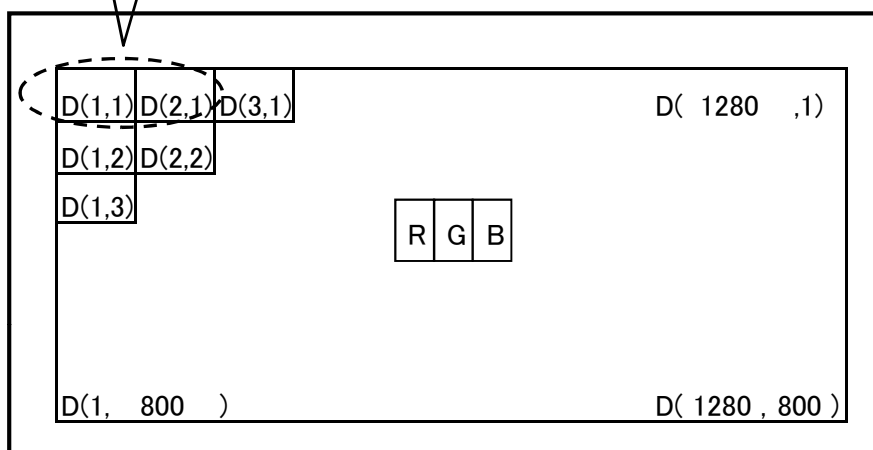 D(1,1) D(2,1) D(3,1) D( 1280 ,1)
D(1,2) D(2,2)
D(1,3)
R G B
D(1, 800 ) D( 1280 , 800 )